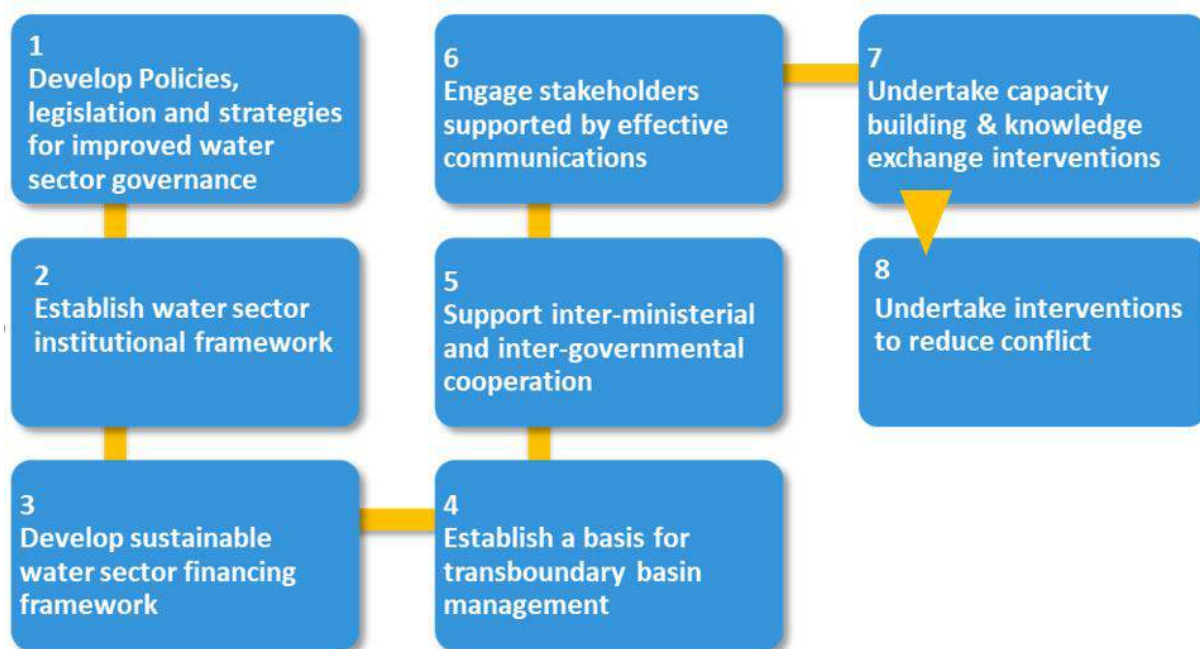 1
Develop Policies,
legislation and strategies
for improved water
sector governance
2
Establish water sector
institutional framework
3
Develop sustainable
water sector financing
framework
4
Establish a basis for
transboundary basin
management
5
Support inter-ministerial
and inter-governmental
cooperation
6
Engage stakeholders
supported by effective
communications
7
Undertake capacity
building & knowledge
exchange interventions
8
Undertake interventions
to reduce conflict